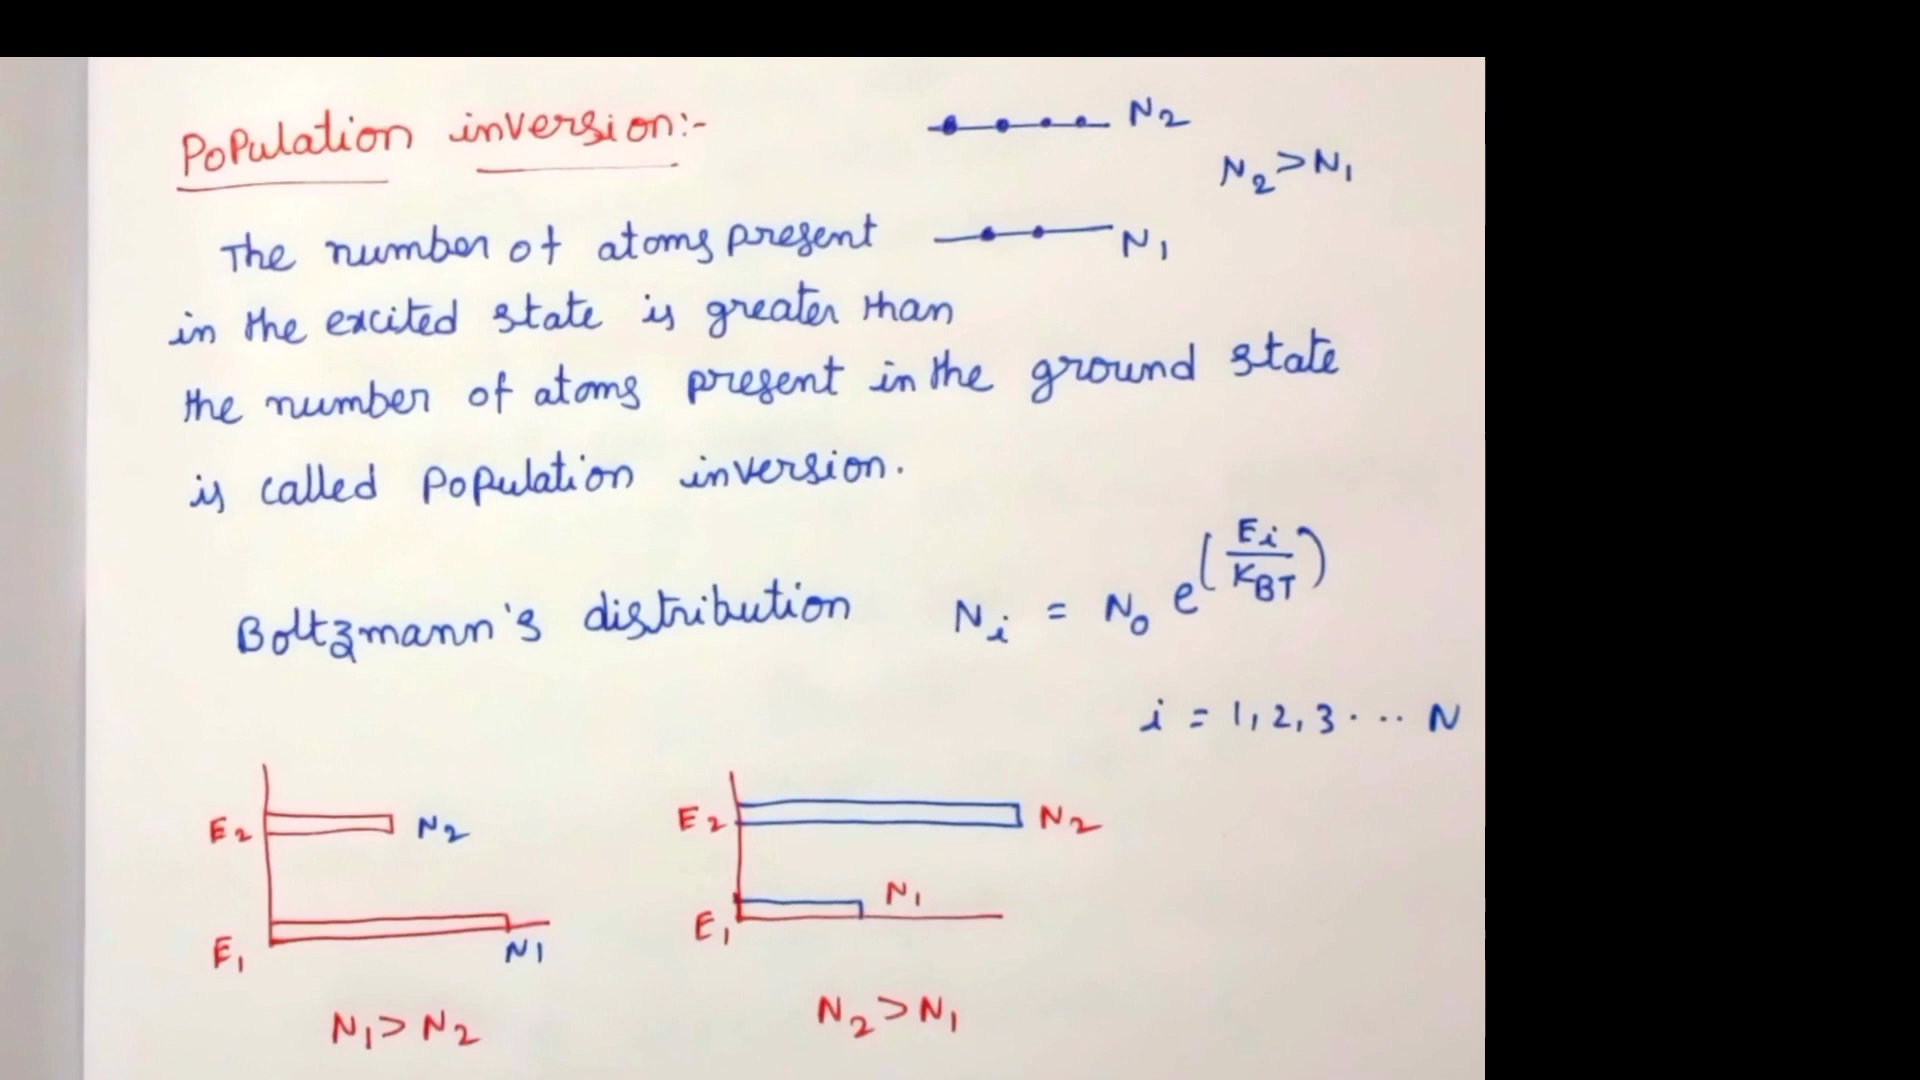 Population inversion:-
N2
N2 > N1
The number of atoms present
N1
in the excited state is greater than
the number of atoms present in the ground state
is called Population inversion.
Boltzmann's distribution Ni = N0 e^(Ei/KBT)
i = 1, 2, 3 . . . . N
E2 N2
E1 N1
N1 > N2
E2 N2
E1 N1
N2 > N1